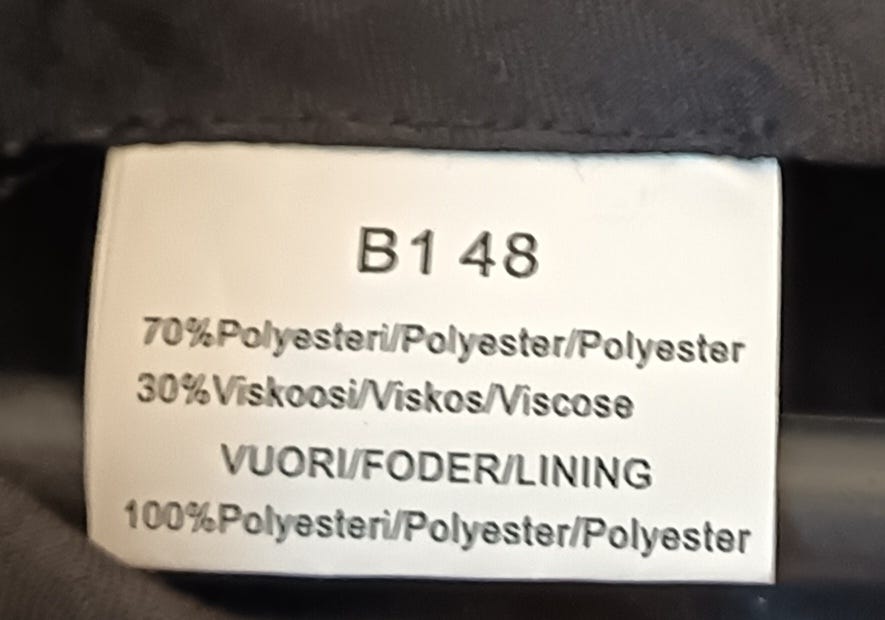 B1 48
70%Polyesteri/Polyester/Polyester
30%Viskoosi/Viskos/Viscose
VUORI/FODER/LINING
100%Polyesteri/Polyester/Polyester